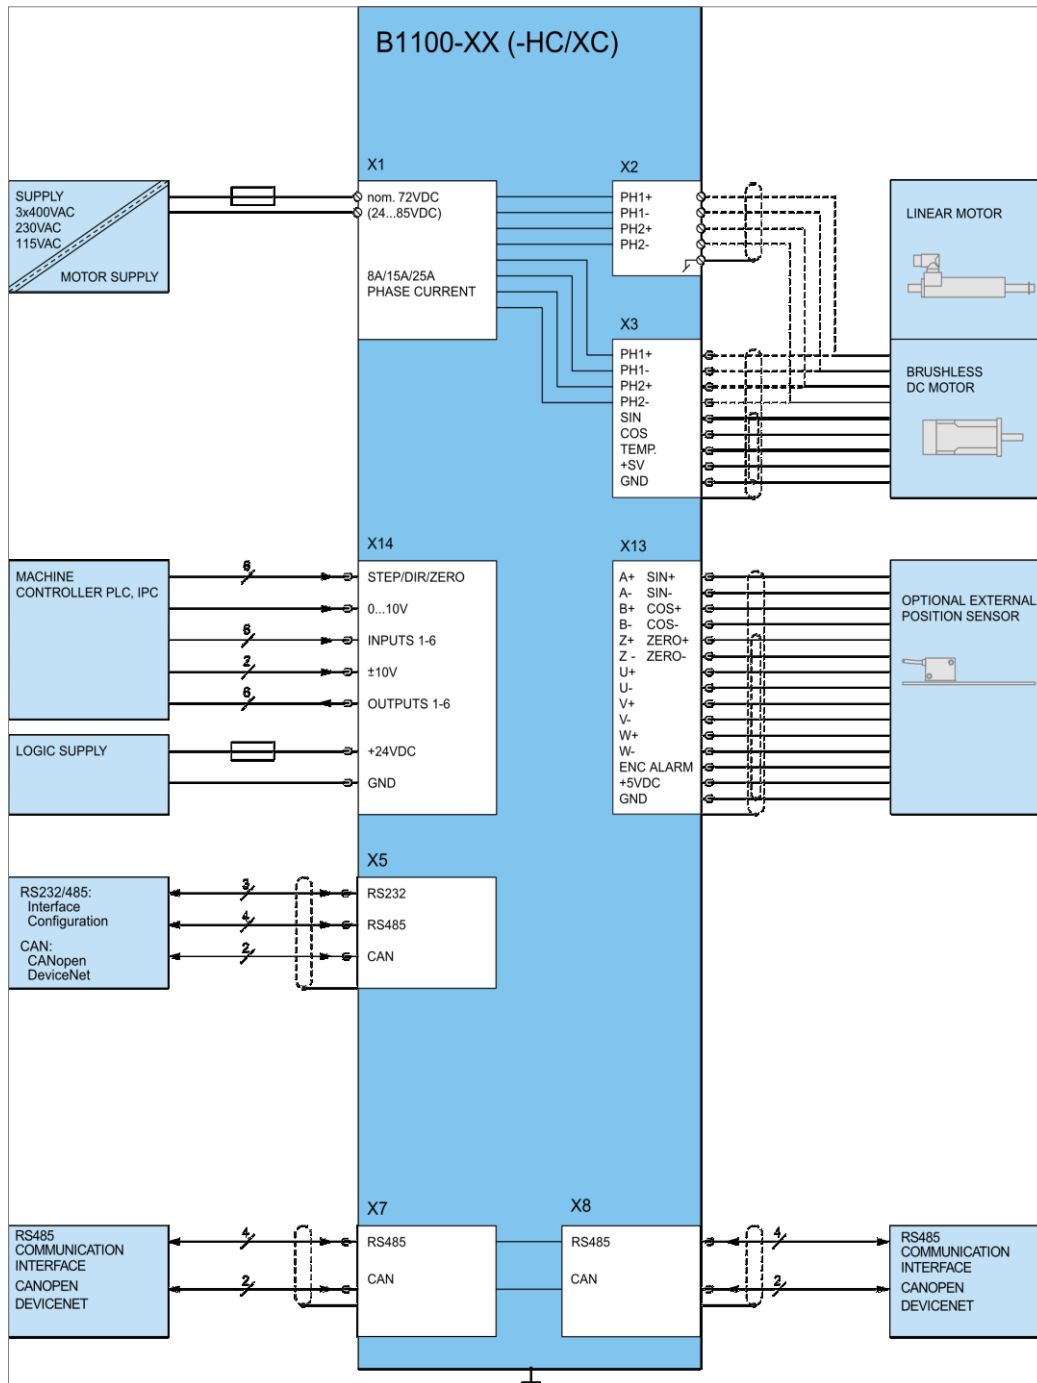 B1100-XX (-HC/XC)
X1
X2
SUPPLY
3x400VAC
230VAC
115VAC
MOTOR SUPPLY
nom. 72VDC
(24...85VDC)
8A/15A/25A
PHASE CURRENT
PH1+
PH1-
PH2+
PH2-
LINEAR MOTOR
X3
PH1+
PH1-
PH2+
PH2-
SIN
COS
TEMP.
+SV
GND
BRUSHLESS
DC MOTOR
X14
X13
MACHINE
CONTROLLER PLC, IPC
6
STEP/DIR/ZERO
0...10V
6
INPUTS 1-6
2
±10V
6
OUTPUTS 1-6
LOGIC SUPPLY
+24VDC
GND
A+ SIN+
A- SIN-
B+ COS+
B- COS-
Z+ ZERO+
Z - ZERO-
U+
U-
V+
V-
W+
W-
ENC ALARM
+5VDC
GND
OPTIONAL EXTERNAL
POSITION SENSOR
X5
RS232/485:
Interface
Configuration
CAN:
CANopen
DeviceNet
3
RS232
4
RS485
2
CAN
X7
X8
RS485
COMMUNICATION
INTERFACE
CANOPEN
DEVICENET
4
RS485
2
CAN
RS485
CAN
4
2
RS485
COMMUNICATION
INTERFACE
CANOPEN
DEVICENET